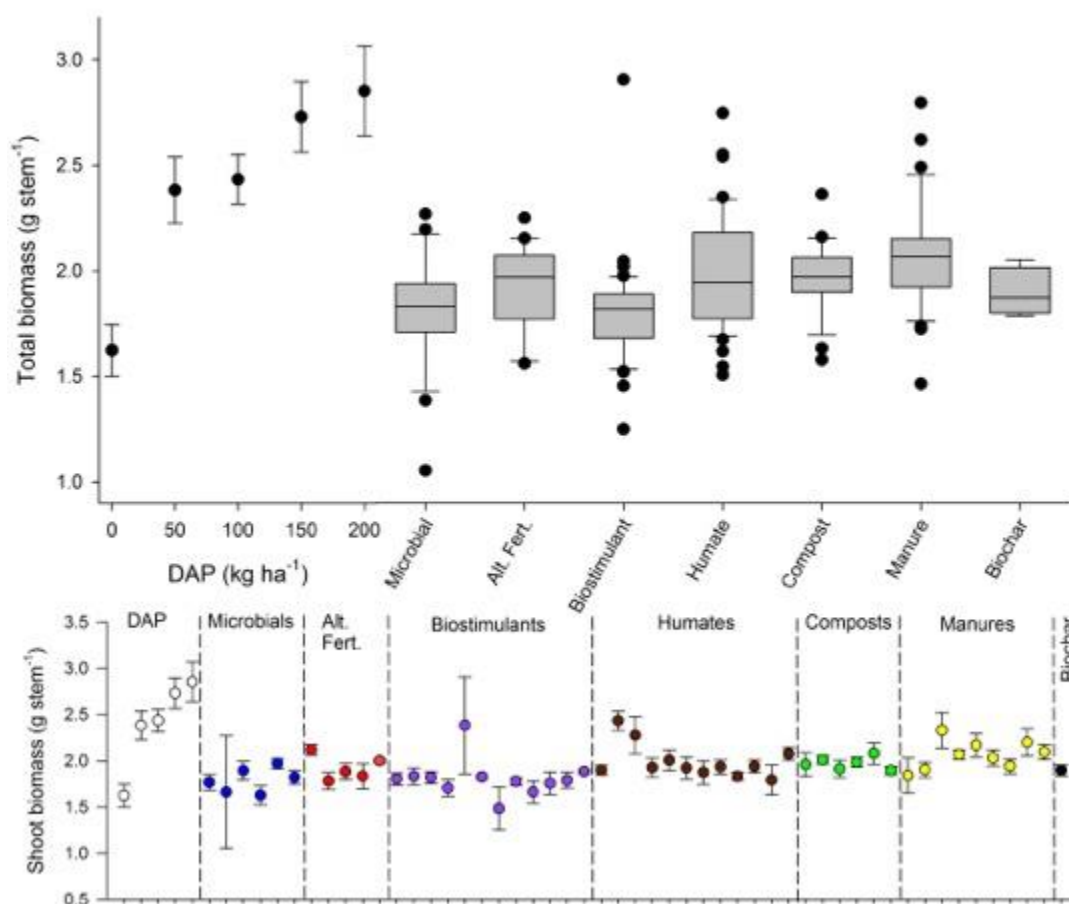 Total biomass (g stem-1)
3.0
2.5
2.0
1.5
1.0
0 50 100 150 200
DAP (kg ha-1)
Microbial
Alt. Fert.
Biostimulant
Humate
Compost
Manure
Biochar
Shoot biomass (g stem-1)
3.5
3.0
2.5
2.0
1.5
1.0
0.5
DAP
Microbials
Alt.
Fert.
Biostimulants
Humates
Composts
Manures
Biochar